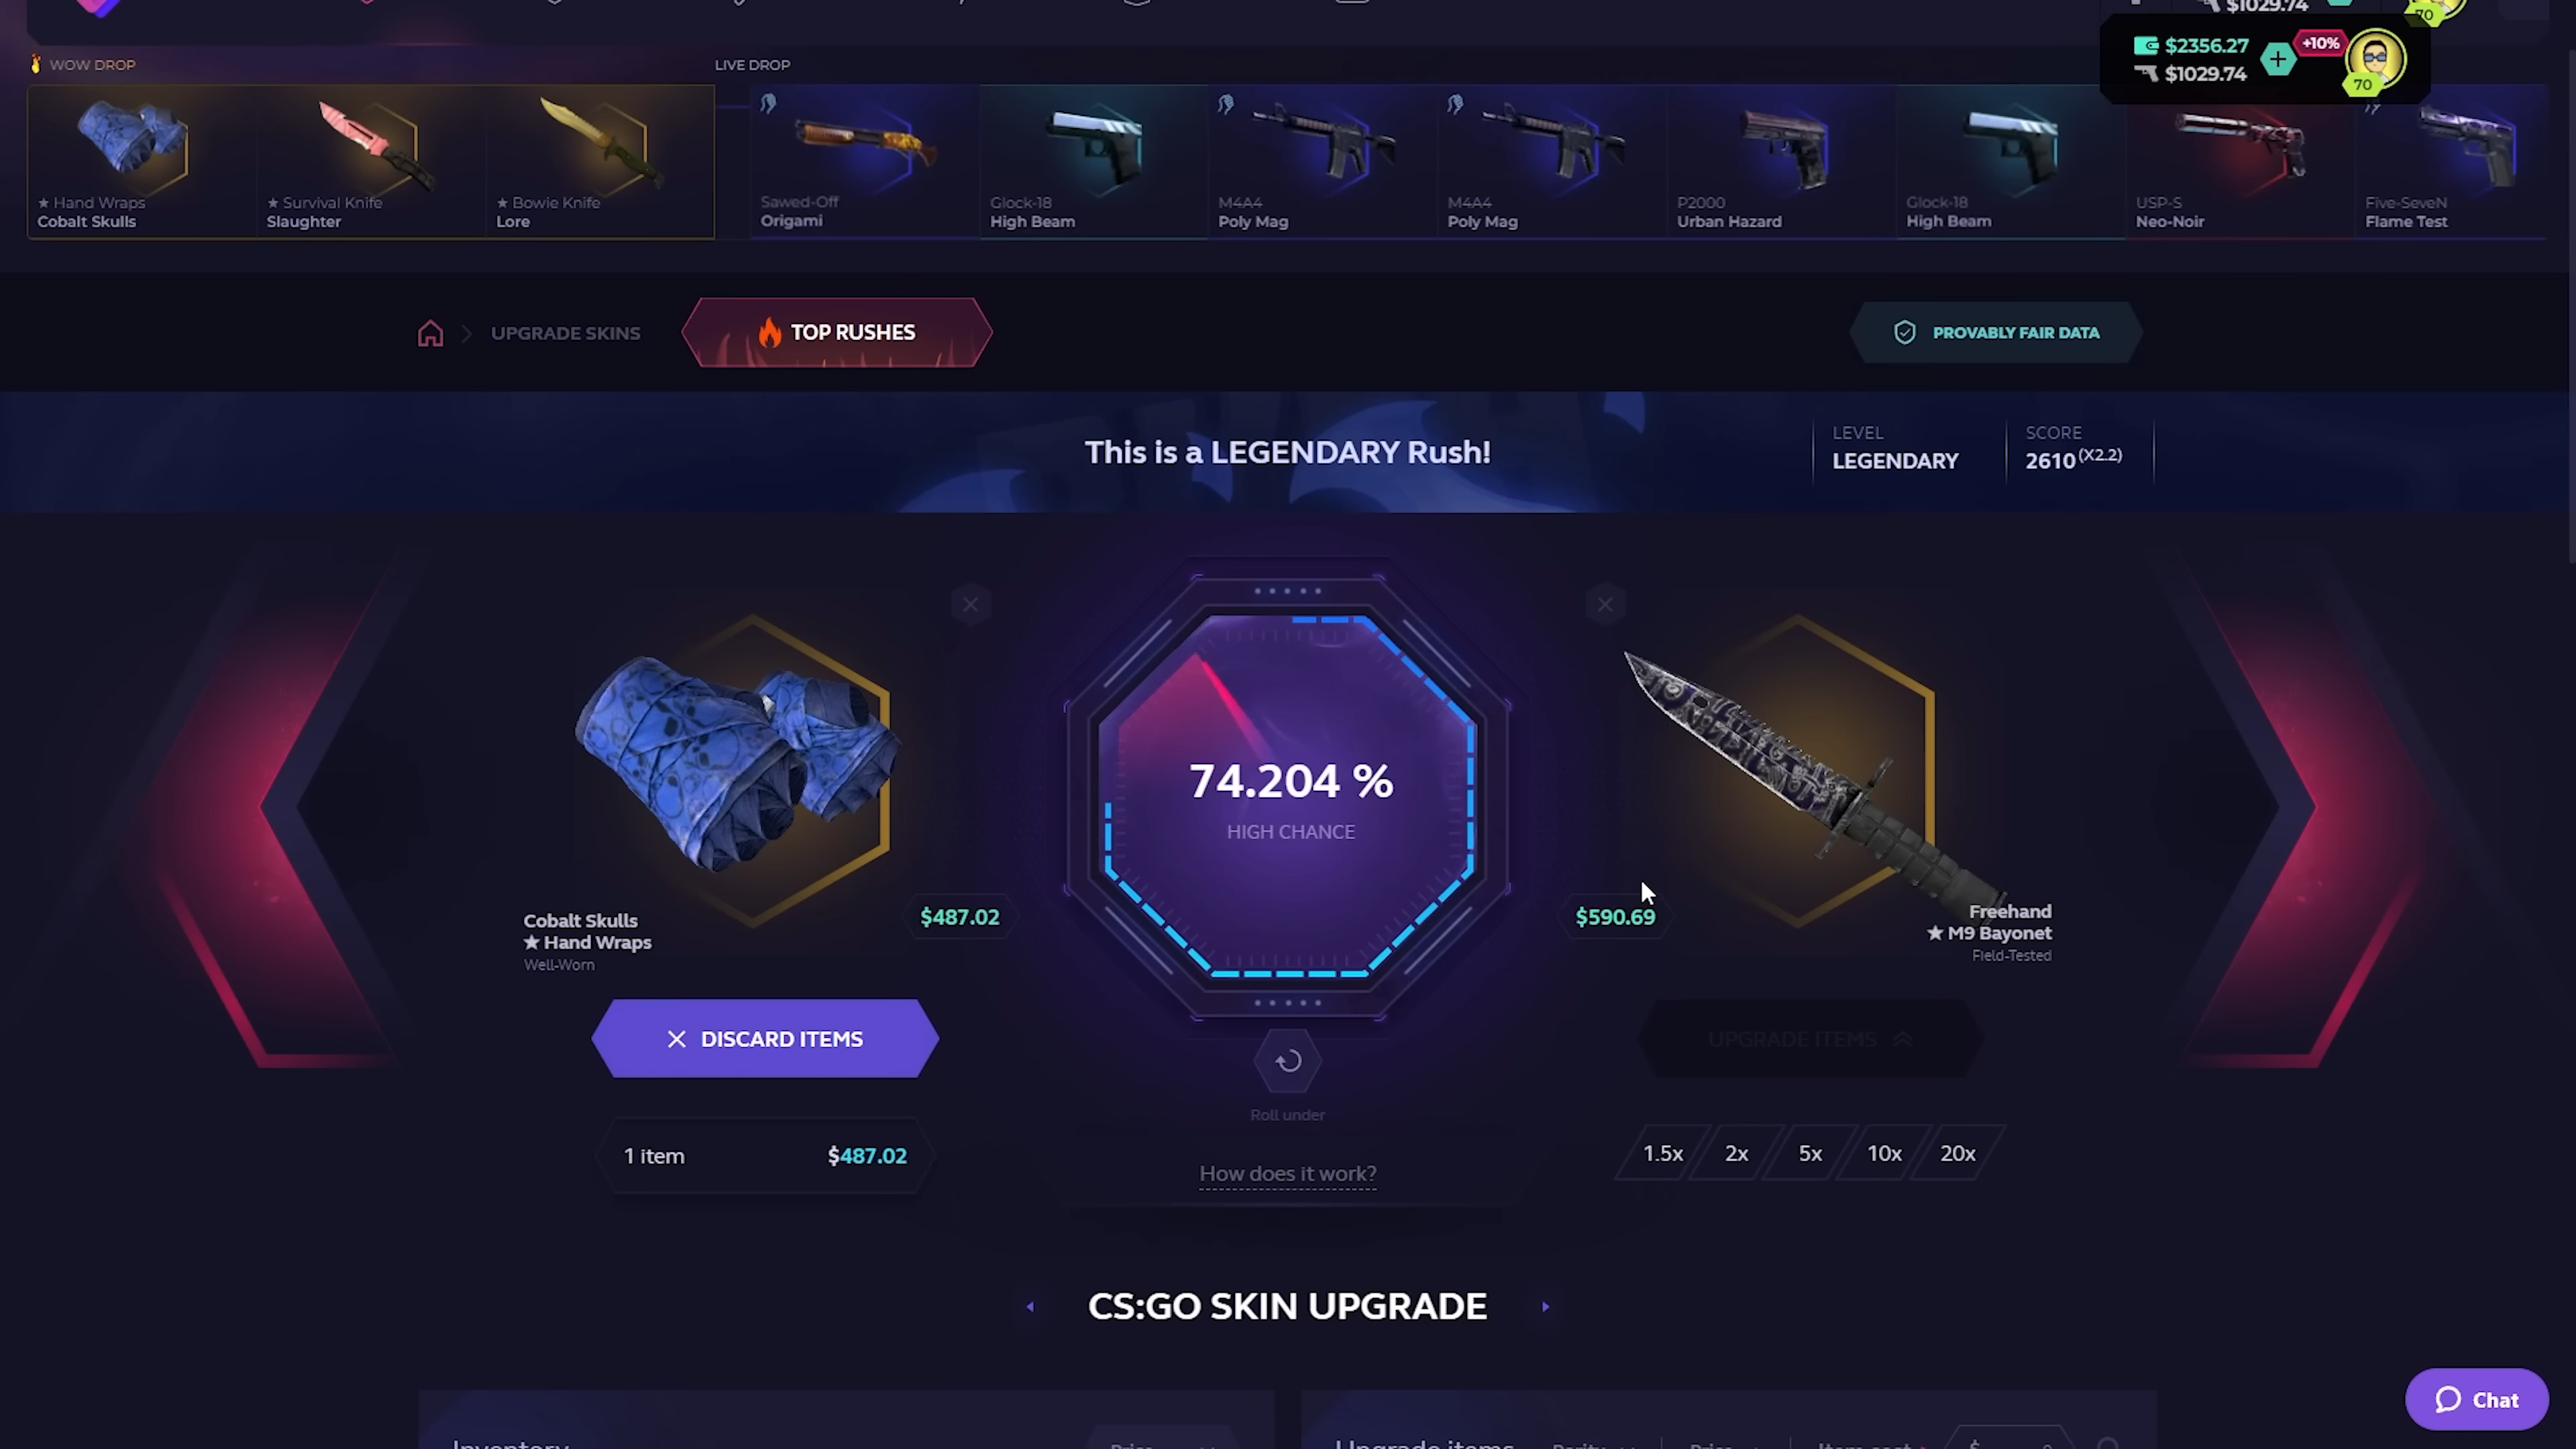 $1029.74
70
$2356.27
+10%
$1029.74
70
WOW DROP
LIVE DROP
★ Hand Wraps
Cobalt Skulls
★ Survival Knife
Slaughter
★ Bowie Knife
Lore
Sawed-Off
Origami
Glock-18
High Beam
M4A4
Poly Mag
M4A4
Poly Mag
P2000
Urban Hazard
Glock-18
High Beam
USP-S
Neo-Noir
Five-SeveN
Flame Test
UPGRADE SKINS
TOP RUSHES
PROVABLY FAIR DATA
This is a LEGENDARY Rush!
LEVEL
LEGENDARY
SCORE
2610 (X2.2)
74.204 %
HIGH CHANCE
$487.02
$590.69
Cobalt Skulls
★ Hand Wraps
Well-Worn
Freehand
★ M9 Bayonet
Field-Tested
DISCARD ITEMS
UPGRADE ITEMS
Roll under
1 item $487.02
How does it work?
1.5x 2x 5x 10x 20x
CS:GO SKIN UPGRADE
Chat
Inventory
Upgrade items